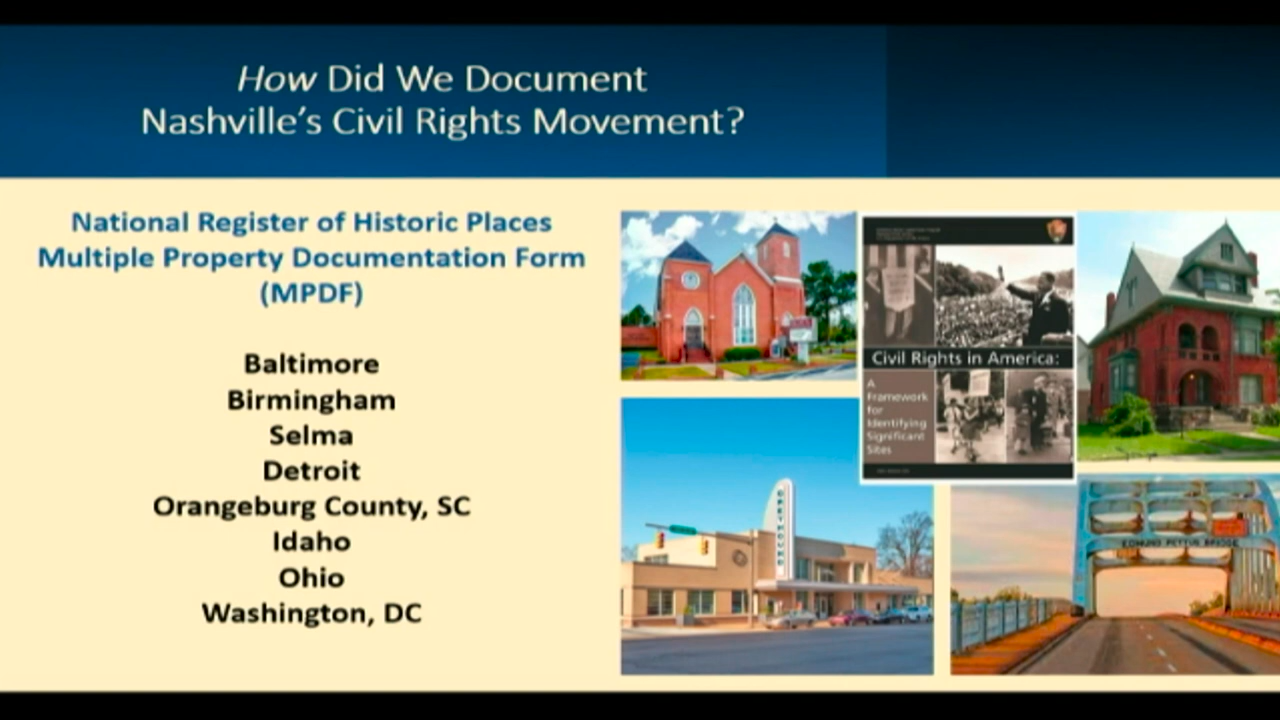 How Did We Document
Nashville's Civil Rights Movement?
National Register of Historic Places
Multiple Property Documentation Form
(MPDF)
Baltimore
Birmingham
Selma
Detroit
Orangeburg County, SC
Idaho
Ohio
Washington, DC
Civil Rights in America:
A
Framework
for
Identifying
Significant
Sites
GREYHOUND
EDMUND PETTUS BRIDGE